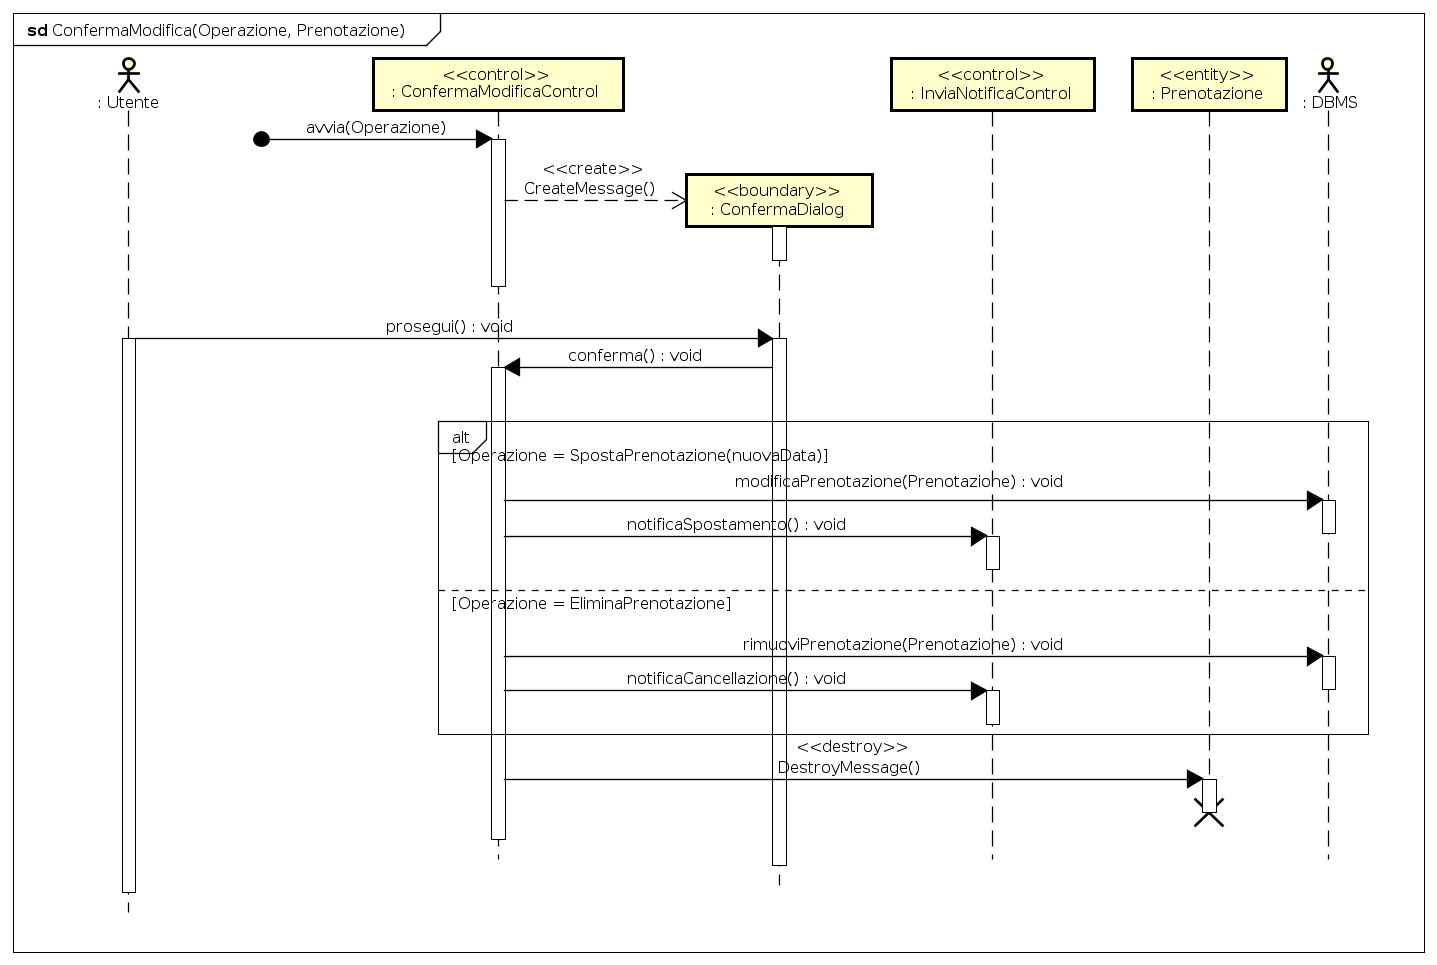 sd ConfermaModifica(Operazione, Prenotazione)
: Utente
<<control>>
: ConfermaModificaControl
<<control>>
: InviaNotificaControl
<<entity>>
: Prenotazione
: DBMS
avvia(Operazione)
<<create>>
CreateMessage()
<<boundary>>
: ConfermaDialog
prosegui() : void
conferma() : void
alt
[Operazione = SpostaPrenotazione(nuovaData)]
modificaPrenotazione(Prenotazione) : void
notificaSpostamento() : void
[Operazione = EliminaPrenotazione]
rimuoviPrenotazione(Prenotazione) : void
notificaCancellazione() : void
<<destroy>>
DestroyMessage()